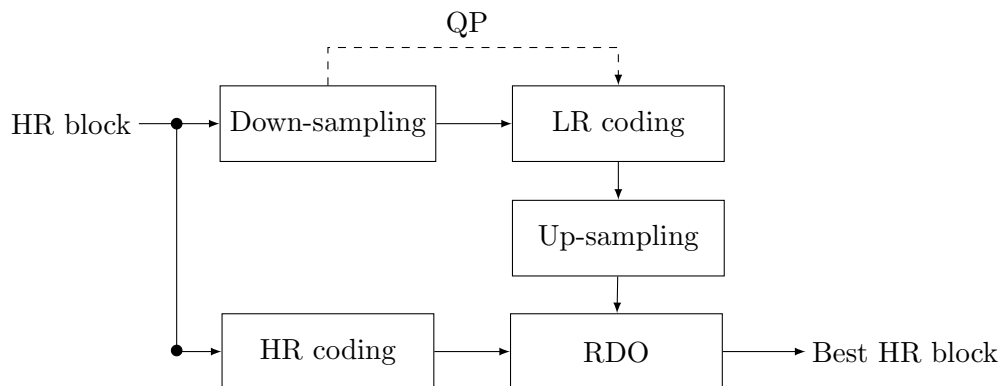 QP
HR block
Down-sampling
LR coding
Up-sampling
HR coding
RDO
Best HR block